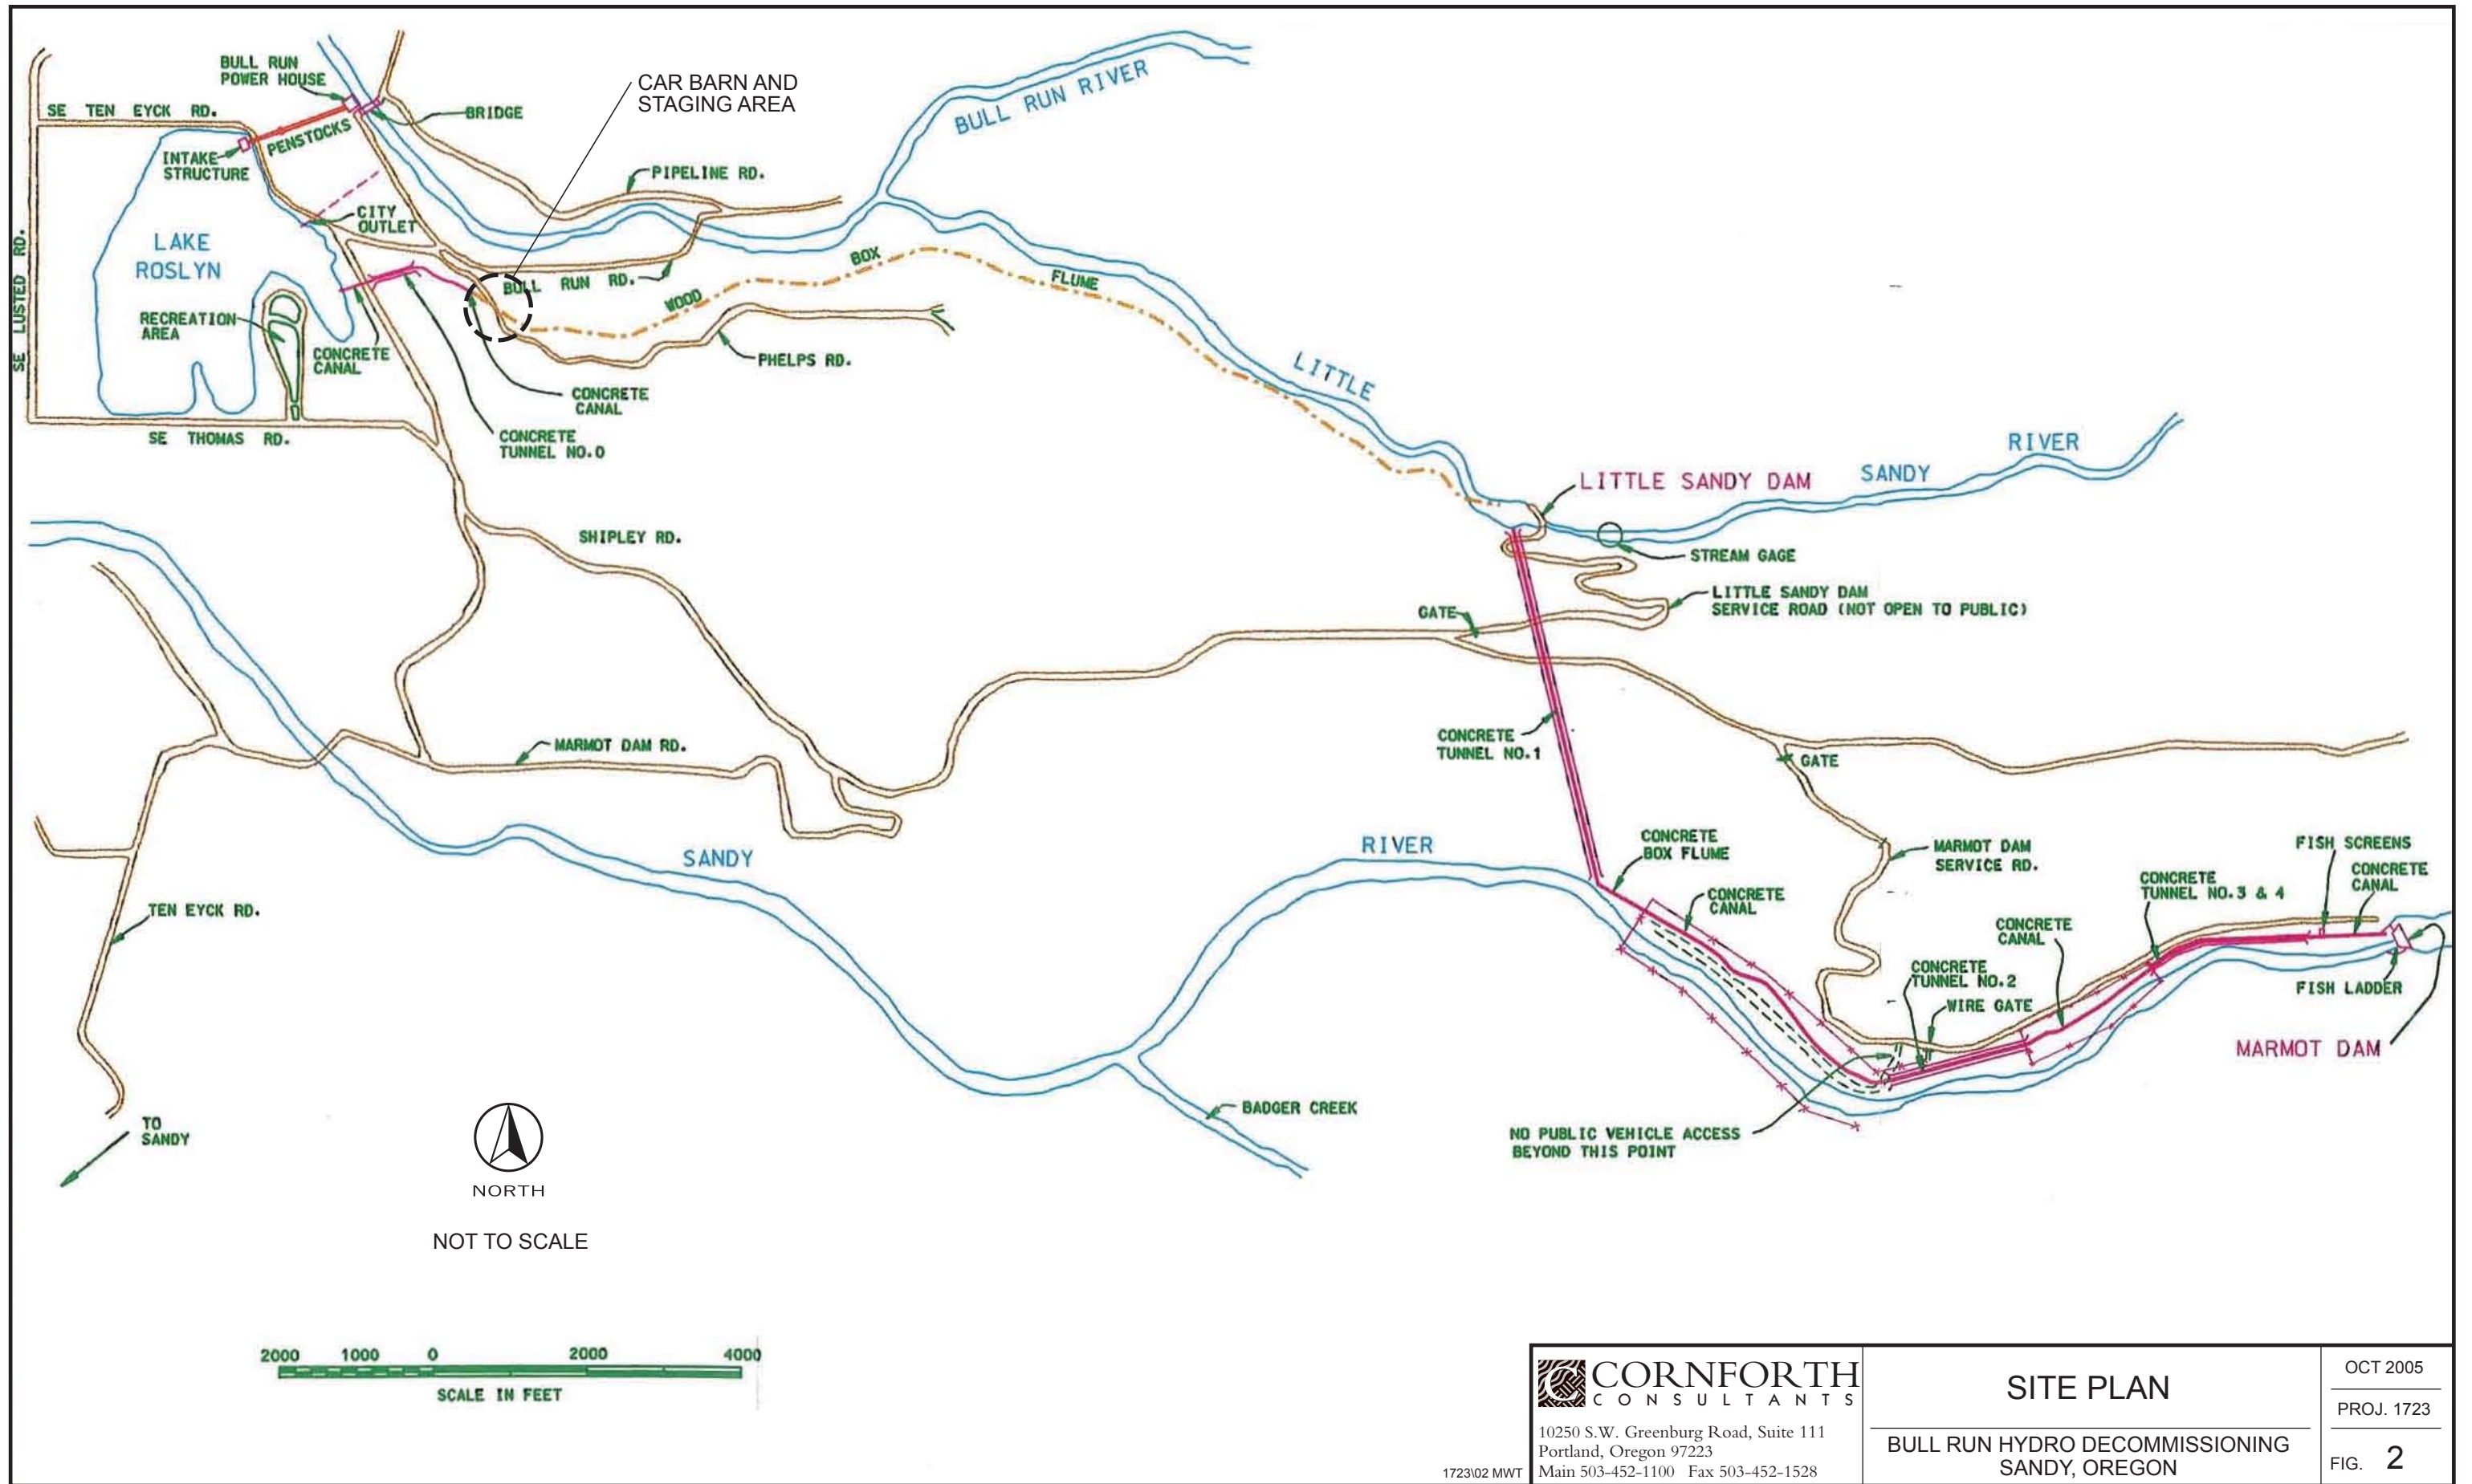 BULL RUN
POWER HOUSE
CAR BARN AND
STAGING AREA
BULL RUN RIVER
SE TEN EYCK RD.
BRIDGE
PENSTOCKS
INTAKE
STRUCTURE
PIPELINE RD.
CITY
OUTLET
LAKE
ROSLYN
SE LUSTED RD.
BULL RUN RD.
WOOD
BOX
FLUME
RECREATION
AREA
CONCRETE
CANAL
PHELPS RD.
CONCRETE
CANAL
CONCRETE
TUNNEL NO.0
SE THOMAS RD.
LITTLE
SANDY
RIVER
LITTLE SANDY DAM
STREAM GAGE
LITTLE SANDY DAM
SERVICE ROAD (NOT OPEN TO PUBLIC)
GATE
SHIPLEY RD.
CONCRETE
TUNNEL NO.1
GATE
MARMOT DAM RD.
SANDY
RIVER
CONCRETE
BOX FLUME
CONCRETE
CANAL
MARMOT DAM
SERVICE RD.
FISH SCREENS
CONCRETE
CANAL
CONCRETE
TUNNEL NO.3 & 4
CONCRETE
CANAL
CONCRETE
TUNNEL NO.2
WIRE GATE
FISH LADDER
MARMOT DAM
TEN EYCK RD.
BADGER CREEK
NO PUBLIC VEHICLE ACCESS
BEYOND THIS POINT
TO
SANDY
NORTH
NOT TO SCALE
2000 1000 0 2000 4000
SCALE IN FEET
1723\02 MWT
C
CORNFORTH
CONSULTANTS
10250 S.W. Greenburg Road, Suite 111
Portland, Oregon 97223
Main 503-452-1100 Fax 503-452-1528
SITE PLAN
BULL RUN HYDRO DECOMMISSIONING
SANDY, OREGON
OCT 2005
PROJ. 1723
FIG. 2